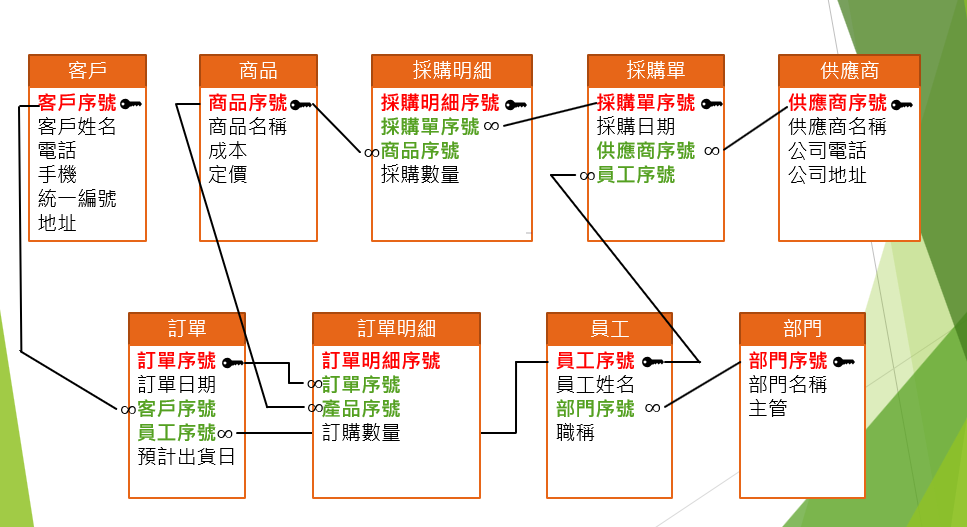 客戶
客戶序號
客戶姓名
電話
手機
統一編號
地址
商品
商品序號
商品名稱
成本
定價
採購明細
採購明細序號
採購單序號 ∞
∞ 商品序號
採購數量
採購單
採購單序號
採購日期
供應商序號 ∞
∞ 員工序號
供應商
供應商序號
供應商名稱
公司電話
公司地址
訂單
訂單序號
訂單日期
∞ 客戶序號
員工序號 ∞
預計出貨日
訂單明細
訂單明細序號
∞ 訂單序號
∞ 產品序號
訂購數量
員工
員工序號
員工姓名
部門序號 ∞
職稱
部門
部門序號
部門名稱
主管